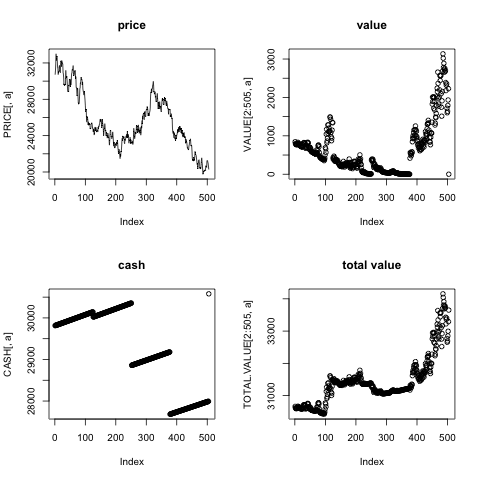 price
PRICE[, a]
20000 24000 28000 32000
0 100 200 300 400 500
Index
value
VALUE[2:505, a]
0 1000 2000 3000
0 100 200 300 400 500
Index
cash
CASH[, a]
28000 29000 30000
0 100 200 300 400 500
Index
total value
TOTAL.VALUE[2:505, a]
31000 33000
0 100 200 300 400 500
Index